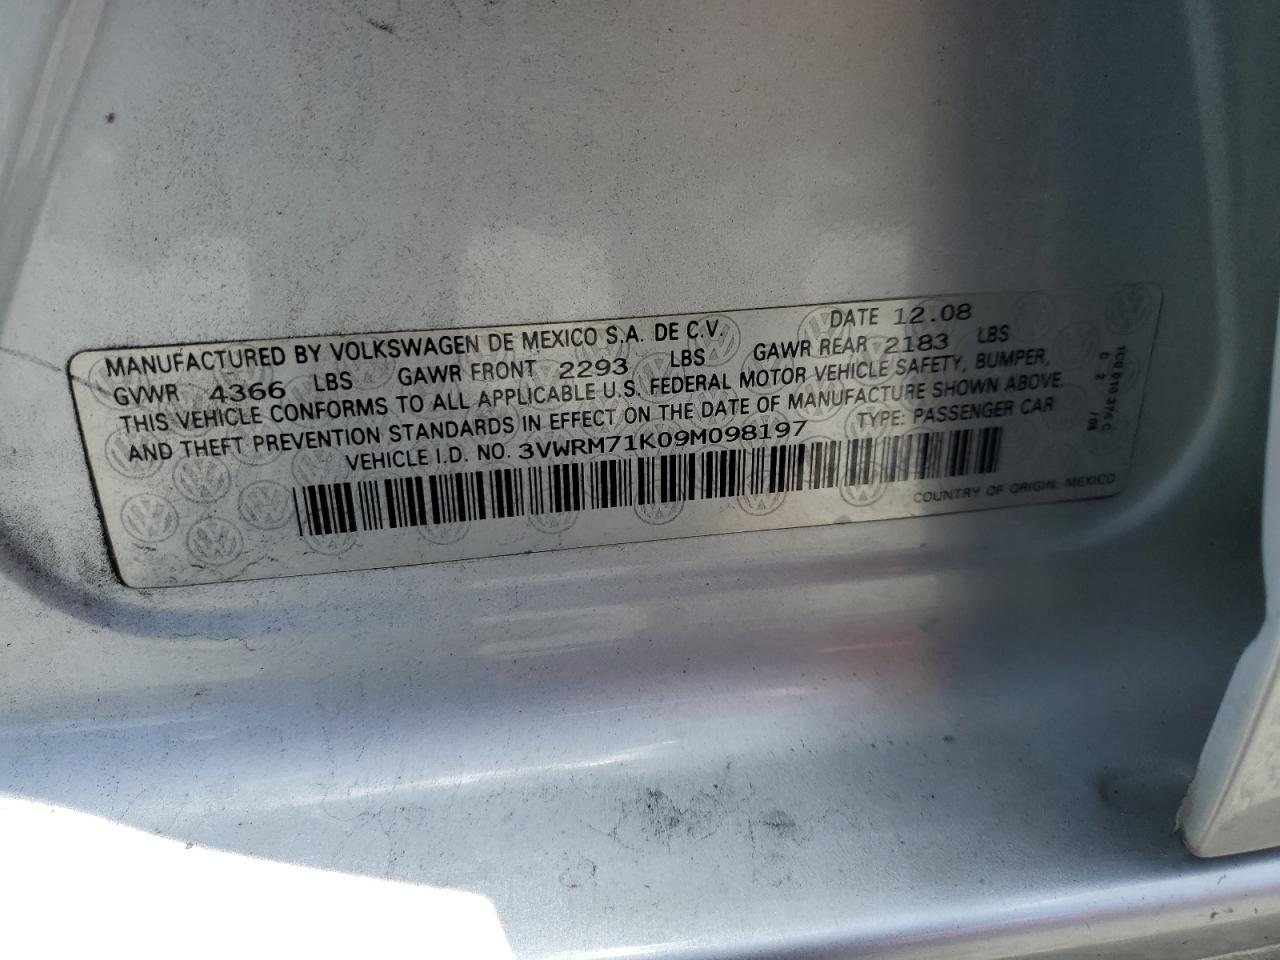 MANUFACTURED BY VOLKSWAGEN DE MEXICO S.A. DE C.V. DATE 12.08
GVWR 4366 LBS GAWR FRONT 2293 LBS GAWR REAR 2183 LBS
THIS VEHICLE CONFORMS TO ALL APPLICABLE U.S. FEDERAL MOTOR VEHICLE SAFETY, BUMPER,
AND THEFT PREVENTION STANDARDS IN EFFECT ON THE DATE OF MANUFACTURE SHOWN ABOVE.
VEHICLE I.D. NO. 3VWRM71K09M098197 TYPE: PASSENGER CAR
COUNTRY OF ORIGIN: MEXICO